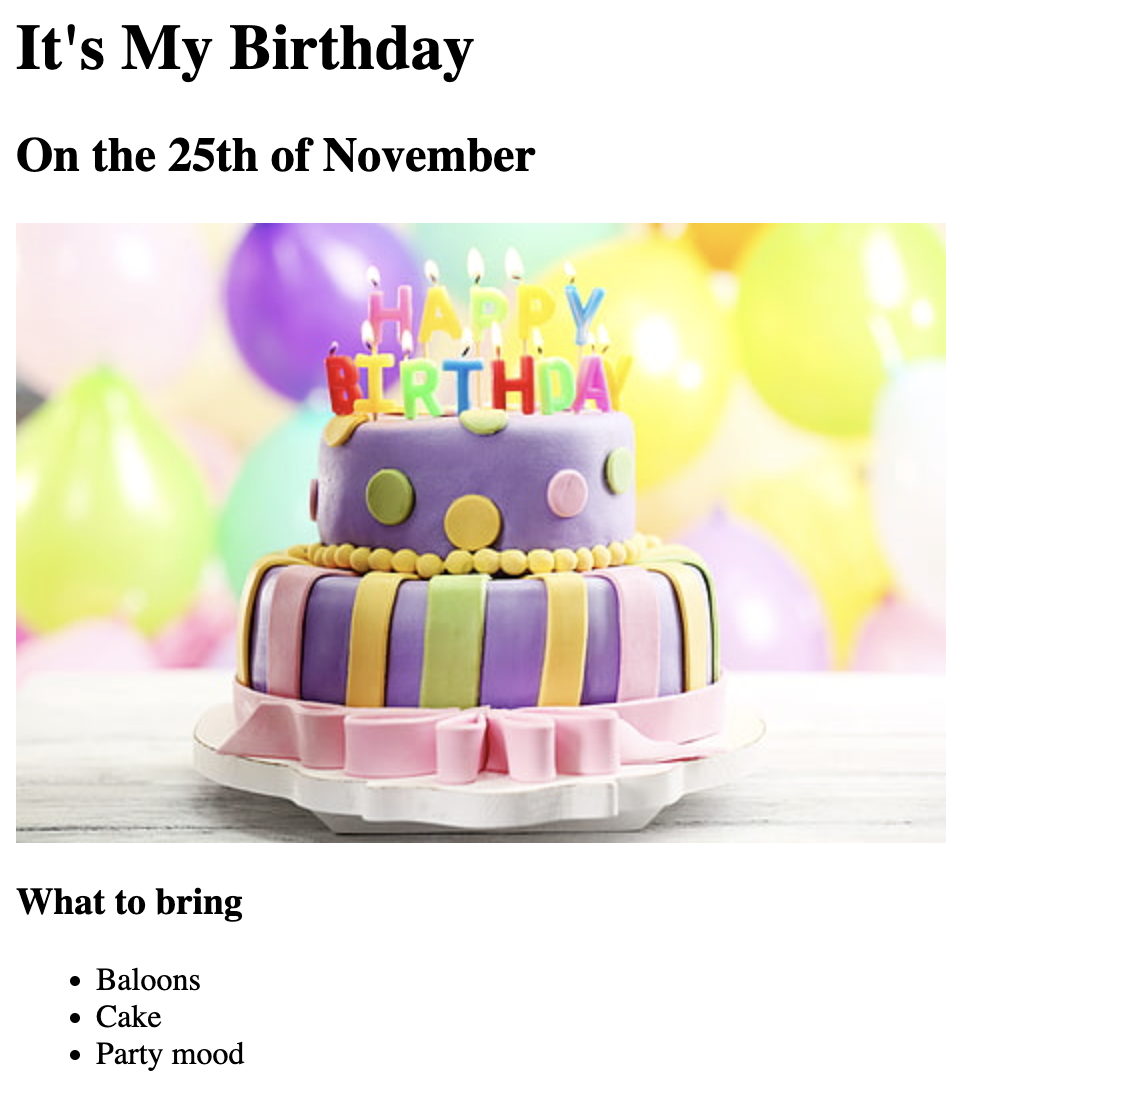 It's My Birthday
On the 25th of November
HAPPY
BIRTHDAY
What to bring
Baloons
Cake
Party mood